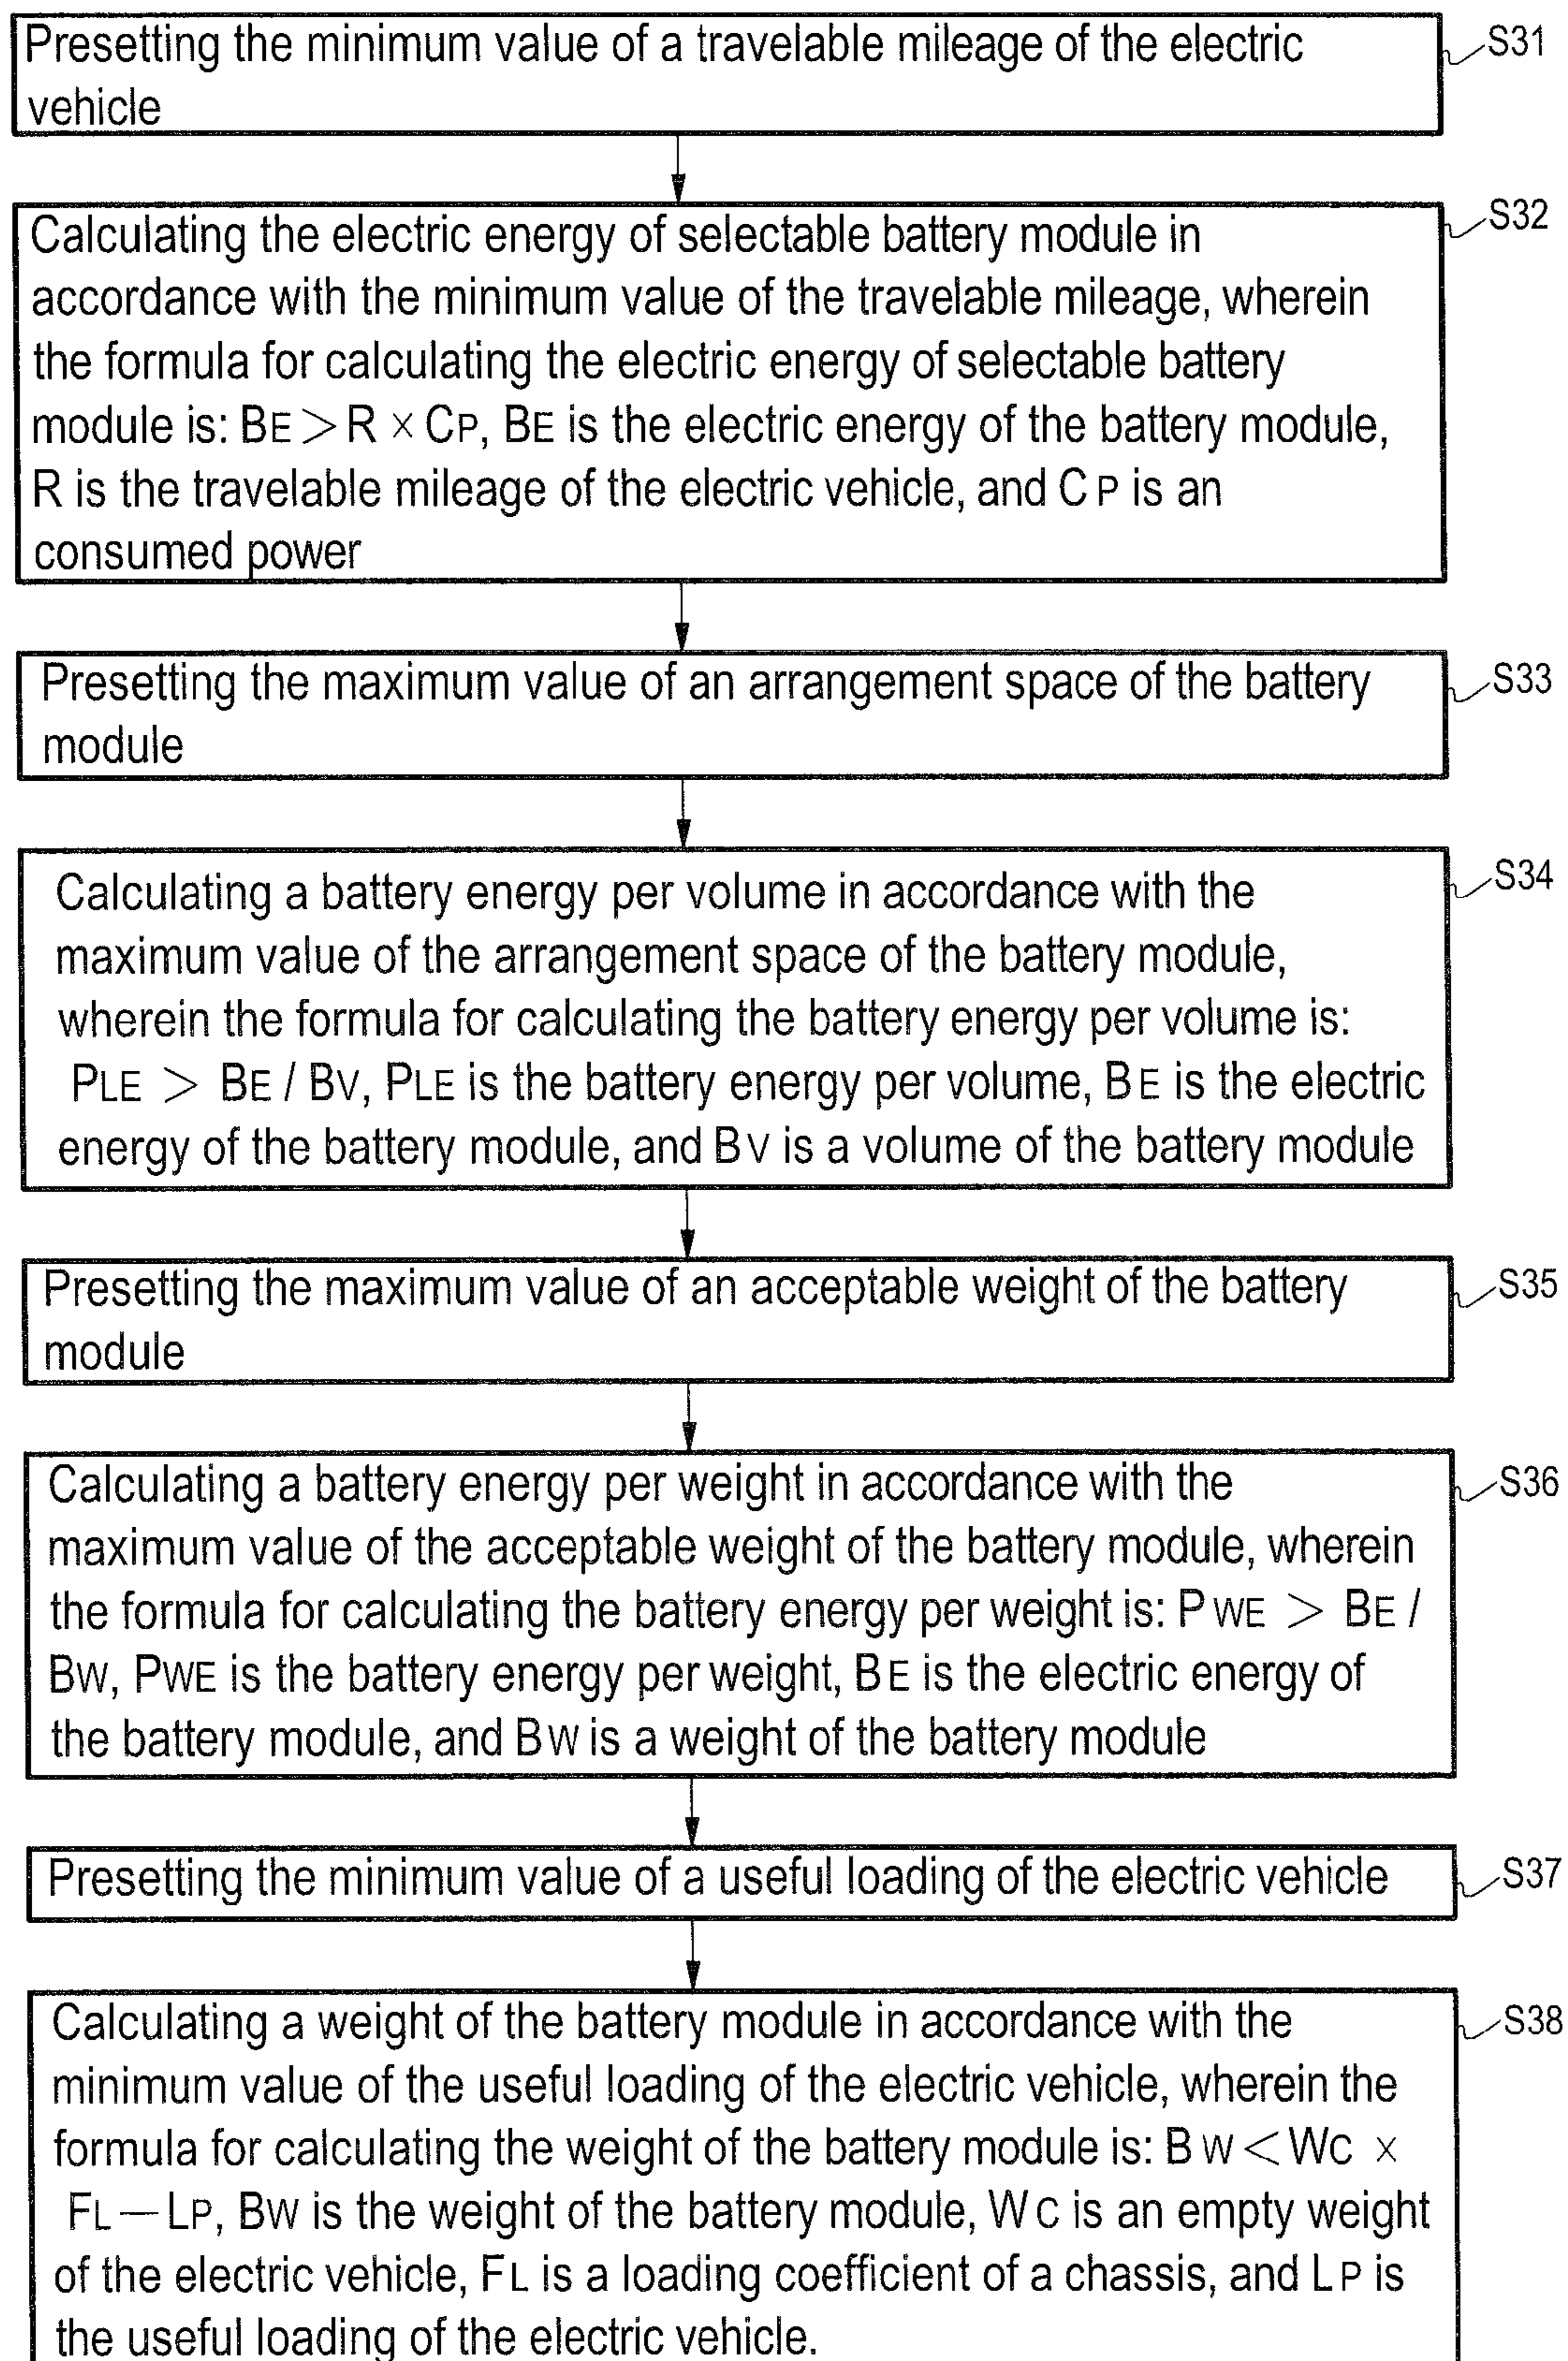 Presetting the minimum value of a travelable mileage of the electric
vehicle
S31
Calculating the electric energy of selectable battery module in
accordance with the minimum value of the travelable mileage, wherein
the formula for calculating the electric energy of selectable battery
module is: BE > R × CP, BE is the electric energy of the battery module,
R is the travelable mileage of the electric vehicle, and CP is an
consumed power
S32
Presetting the maximum value of an arrangement space of the battery
module
S33
Calculating a battery energy per volume in accordance with the
maximum value of the arrangement space of the battery module,
wherein the formula for calculating the battery energy per volume is:
PLE > BE / BV, PLE is the battery energy per volume, BE is the electric
energy of the battery module, and BV is a volume of the battery module
S34
Presetting the maximum value of an acceptable weight of the battery
module
S35
Calculating a battery energy per weight in accordance with the
maximum value of the acceptable weight of the battery module, wherein
the formula for calculating the battery energy per weight is: PWE > BE /
BW, PWE is the battery energy per weight, BE is the electric energy of
the battery module, and BW is a weight of the battery module
S36
Presetting the minimum value of a useful loading of the electric vehicle
S37
Calculating a weight of the battery module in accordance with the
minimum value of the useful loading of the electric vehicle, wherein the
formula for calculating the weight of the battery module is: BW < WC ×
FL — LP, BW is the weight of the battery module, WC is an empty weight
of the electric vehicle, FL is a loading coefficient of a chassis, and LP is
the useful loading of the electric vehicle.
S38